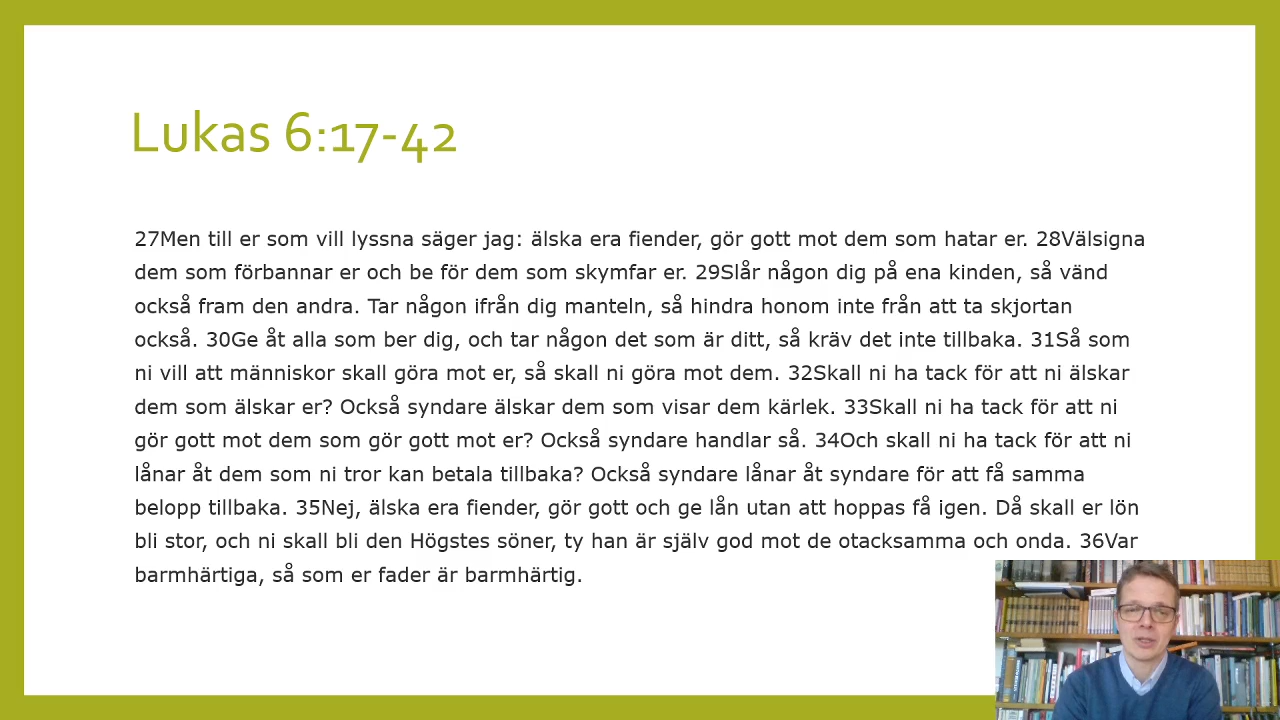 Lukas 6:17-42
27Men till er som vill lyssna säger jag: älska era fiender, gör gott mot dem som hatar er. 28Välsigna
dem som förbannar er och be för dem som skymfar er. 29Slår någon dig på ena kinden, så vänd
också fram den andra. Tar någon ifrån dig manteln, så hindra honom inte från att ta skjortan
också. 30Ge åt alla som ber dig, och tar någon det som är ditt, så kräv det inte tillbaka. 31Så som
ni vill att människor skall göra mot er, så skall ni göra mot dem. 32Skall ni ha tack för att ni älskar
dem som älskar er? Också syndare älskar dem som visar dem kärlek. 33Skall ni ha tack för att ni
gör gott mot dem som gör gott mot er? Också syndare handlar så. 34Och skall ni ha tack för att ni
lånar åt dem som ni tror kan betala tillbaka? Också syndare lånar åt syndare för att få samma
belopp tillbaka. 35Nej, älska era fiender, gör gott och ge lån utan att hoppas få igen. Då skall er lön
bli stor, och ni skall bli den Högstes söner, ty han är själv god mot de otacksamma och onda. 36Var
barmhärtiga, så som er fader är barmhärtig.